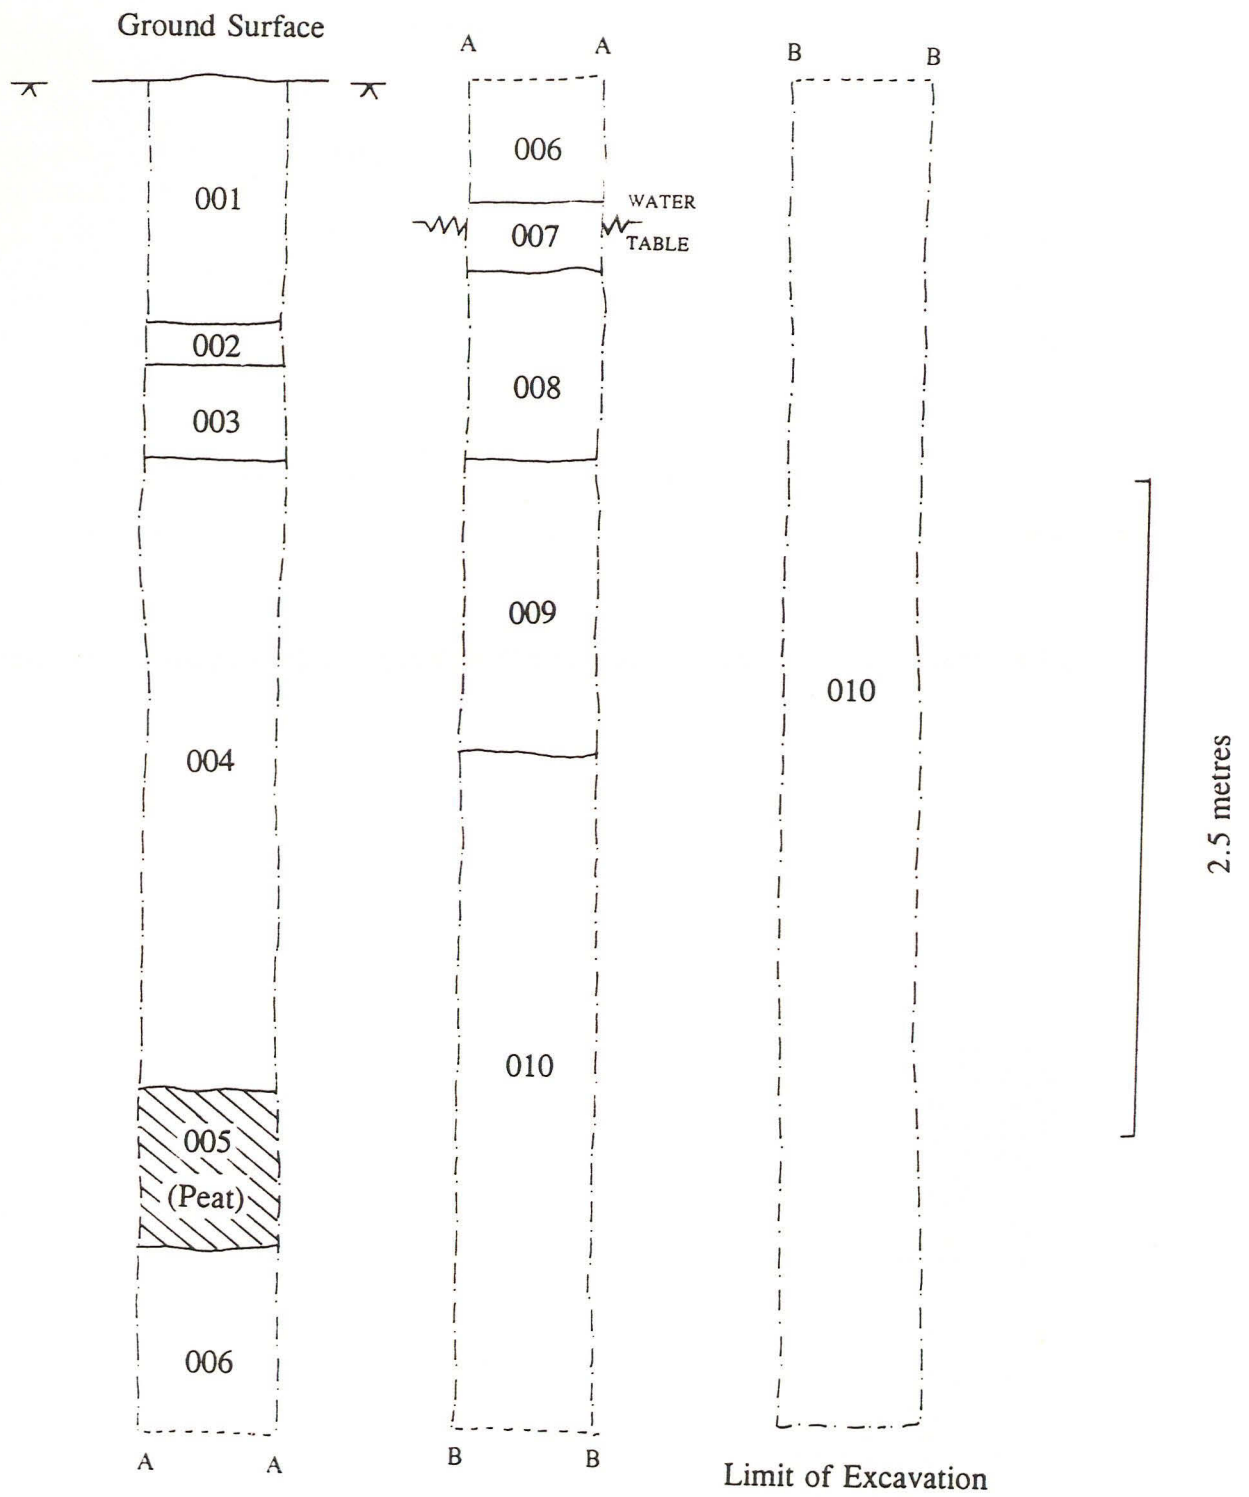 Ground Surface
001
002
003
004
005
(Peat)
006
A A
A A
006
WATER
TABLE
007
008
009
010
B B
B B
010
Limit of Excavation
2.5 metres